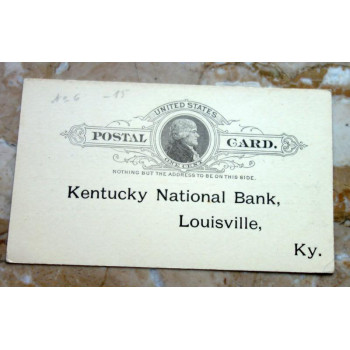 UNITED STATES
POSTAL CARD.
ONE CENT
NOTHING BUT THE ADDRESS TO BE ON THIS SIDE.
Kentucky National Bank,
Louisville,
Ky.